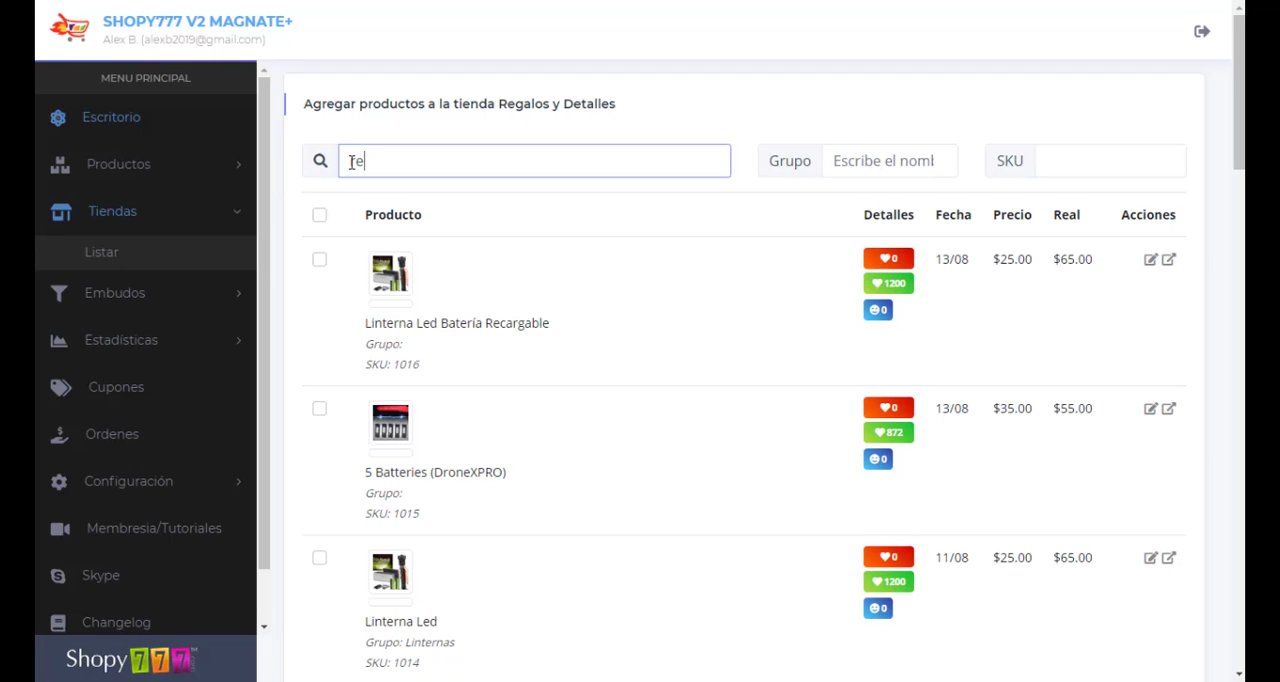 SHOPY777 V2 MAGNATE+
Alex B. (alexb2019@gmail.com)
MENU PRINCIPAL
Escritorio
Productos
Tiendas
Listar
Embudos
Estadísticas
Cupones
Ordenes
Configuración
Membresia/Tutoriales
Skype
Changelog
Shopy777
Agregar productos a la tienda Regalos y Detalles
re
Grupo Escribe el noml
SKU
Producto Detalles Fecha Precio Real Acciones
0 13/08 $25.00 $65.00
1200
0
Linterna Led Batería Recargable
Grupo:
SKU: 1016
0 13/08 $35.00 $55.00
872
0
5 Batteries (DroneXPRO)
Grupo:
SKU: 1015
0 11/08 $25.00 $65.00
1200
0
Linterna Led
Grupo: Linternas
SKU: 1014